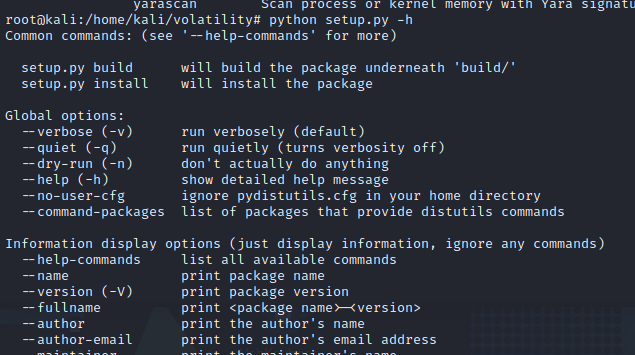 yarascan Scan process or kernel memory with Yara signatu
root@kali:/home/kali/volatility# python setup.py -h
Common commands: (see '--help-commands' for more)
setup.py build will build the package underneath 'build/'
setup.py install will install the package
Global options:
--verbose (-v) run verbosely (default)
--quiet (-q) run quietly (turns verbosity off)
--dry-run (-n) don't actually do anything
--help (-h) show detailed help message
--no-user-cfg ignore pydistutils.cfg in your home directory
--command-packages list of packages that provide distutils commands
Information display options (just display information, ignore any commands)
--help-commands list all available commands
--name print package name
--version (-V) print package version
--fullname print <package name>-<version>
--author print the author's name
--author-email print the author's email address
--maintainer print the maintainer's name